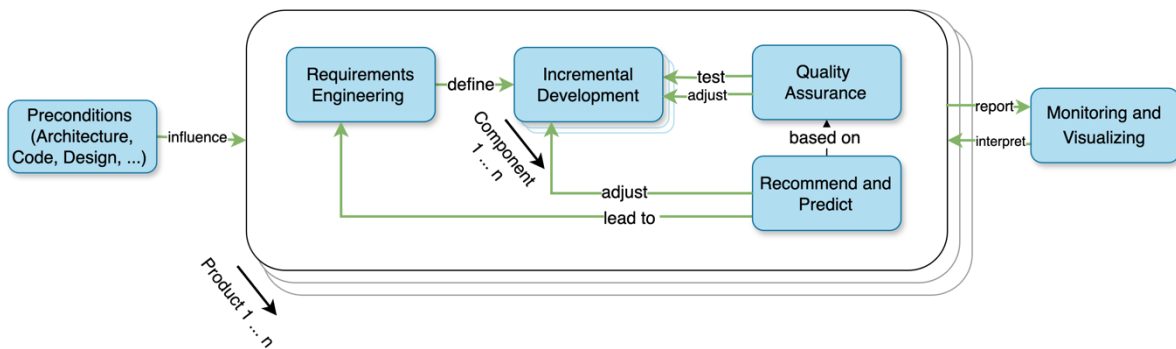 Preconditions
(Architecture,
Code, Design, ...)
influence
Requirements
Engineering
define
Incremental
Development
test
adjust
Quality
Assurance
based on
Recommend and
Predict
adjust
lead to
Component
1 ... n
Product 1 ... n
report
interpret
Monitoring and
Visualizing